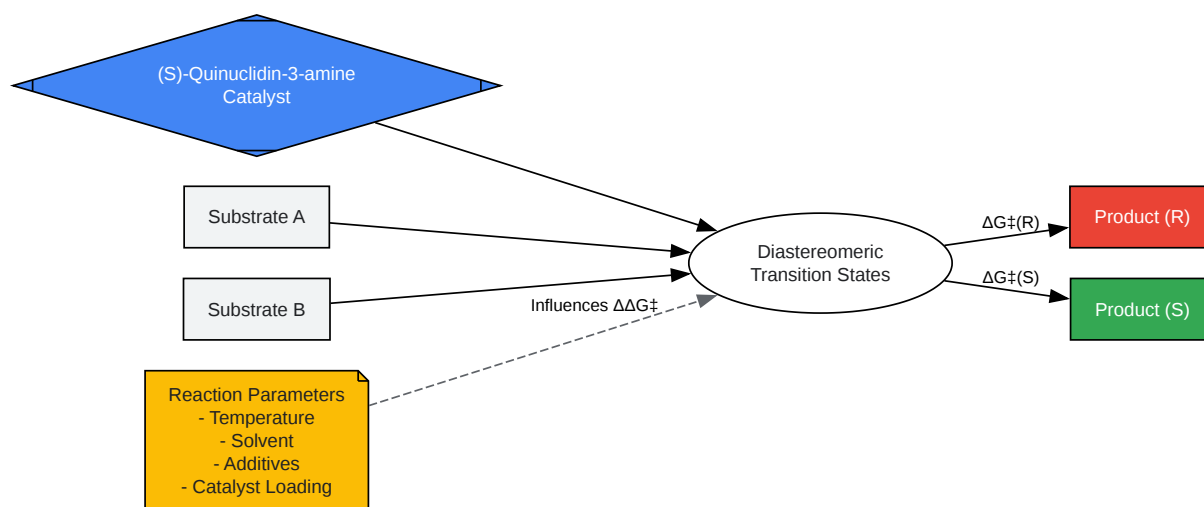 (S)-Quinuclidin-3-amine
Catalyst
Substrate A
Substrate B
Reaction Parameters
- Temperature
- Solvent
- Additives
- Catalyst Loading
Influences ΔΔG‡
Diastereomeric
Transition States
ΔG‡(R)
ΔG‡(S)
Product (R)
Product (S)